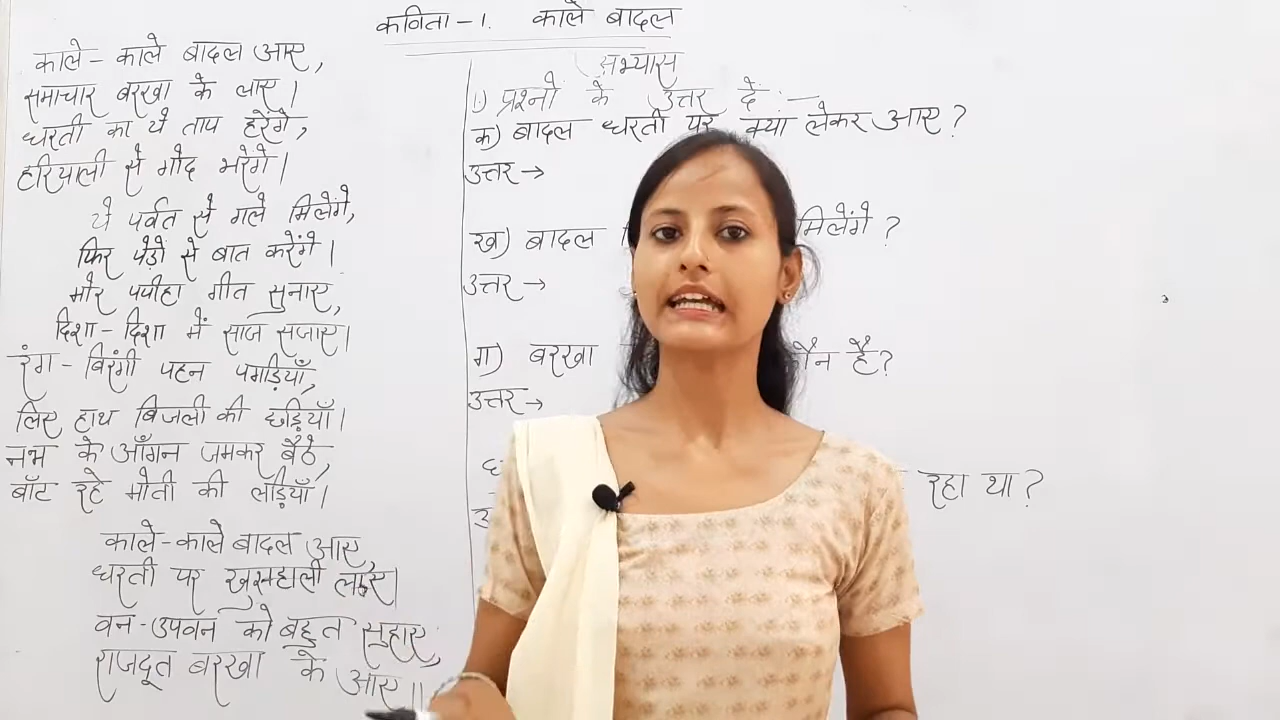 कविता - 1. काले बादल
काले - काले बादल आए,
समाचार बरखा के लाए।
धरती का ये ताप हरेंगे,
हरियाली से गोद भरेंगे।
ये पर्वत से गले मिलेंगे,
फिर पेड़ों से बात करेंगे।
मोर पपीहा गीत सुनाए,
दिशा - दिशा में साज सजाए।
रंग - बिरंगी पहन पगड़ियाँ,
लिए हाथ बिजली की छड़ियाँ।
नभ के आँगन जमकर बैठे,
बाँट रहे मोती की लड़ियाँ।
काले-काले बादल आए,
धरती पर खुशहाली लाए।
वन-उपवन को बहुत सुहाए,
राजदूत बरखा के आए॥
अभ्यास
1) प्रश्नों के उत्तर दें :-
क) बादल धरती पर क्या लेकर आए ?
उत्तर →
ख) बादल मिलेंगे ?
उत्तर →
ग) बरखा कौन है?
उत्तर →
रहा था ?